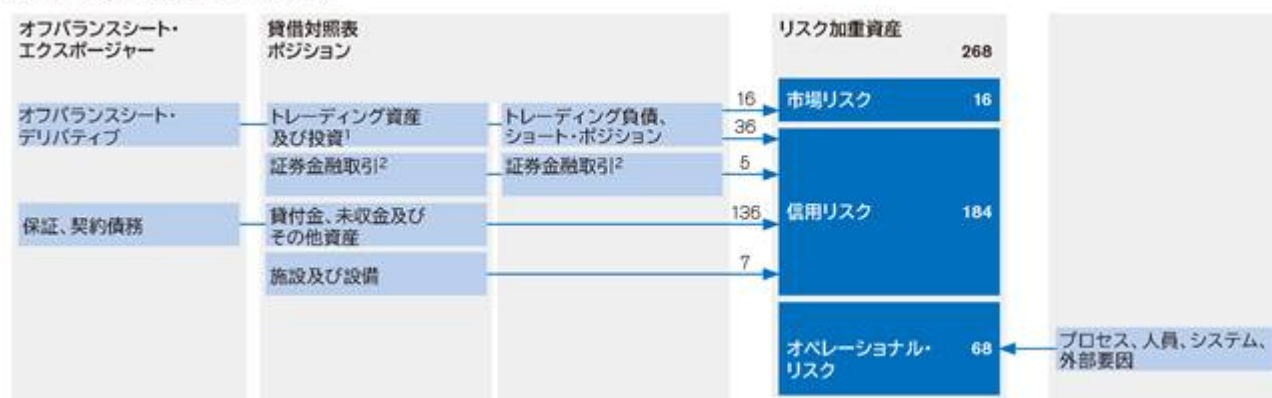 オフバランスシート・
エクスポージャー
貸借対照表
ポジション
リスク加重資産
268
オフバランスシート・
デリバティブ
トレーディング資産
及び投資¹
トレーディング負債、
ショート・ポジション
16
36
市場リスク 16
証券金融取引²
証券金融取引²
5
保証、契約債務
貸付金、未収金及び
その他資産
136
信用リスク 184
施設及び設備
7
オペレーショナル・
リスク
68
プロセス、人員、システム、
外部要因